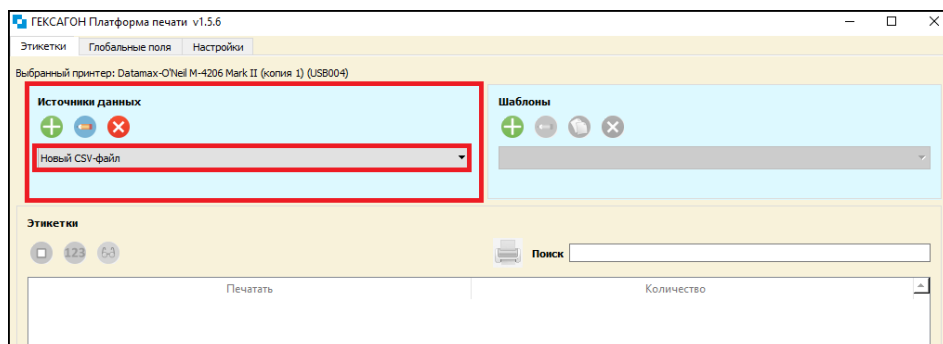 ГЕКСАГОН Платформа печати v1.5.6
Этикетки Глобальные поля Настройки
Выбранный принтер: Datamax-O'Neil M-4206 Mark II (копия 1) (USB004)
Источники данных
Новый CSV-файл
Шаблоны
Этикетки
123
Поиск
Печатать Количество